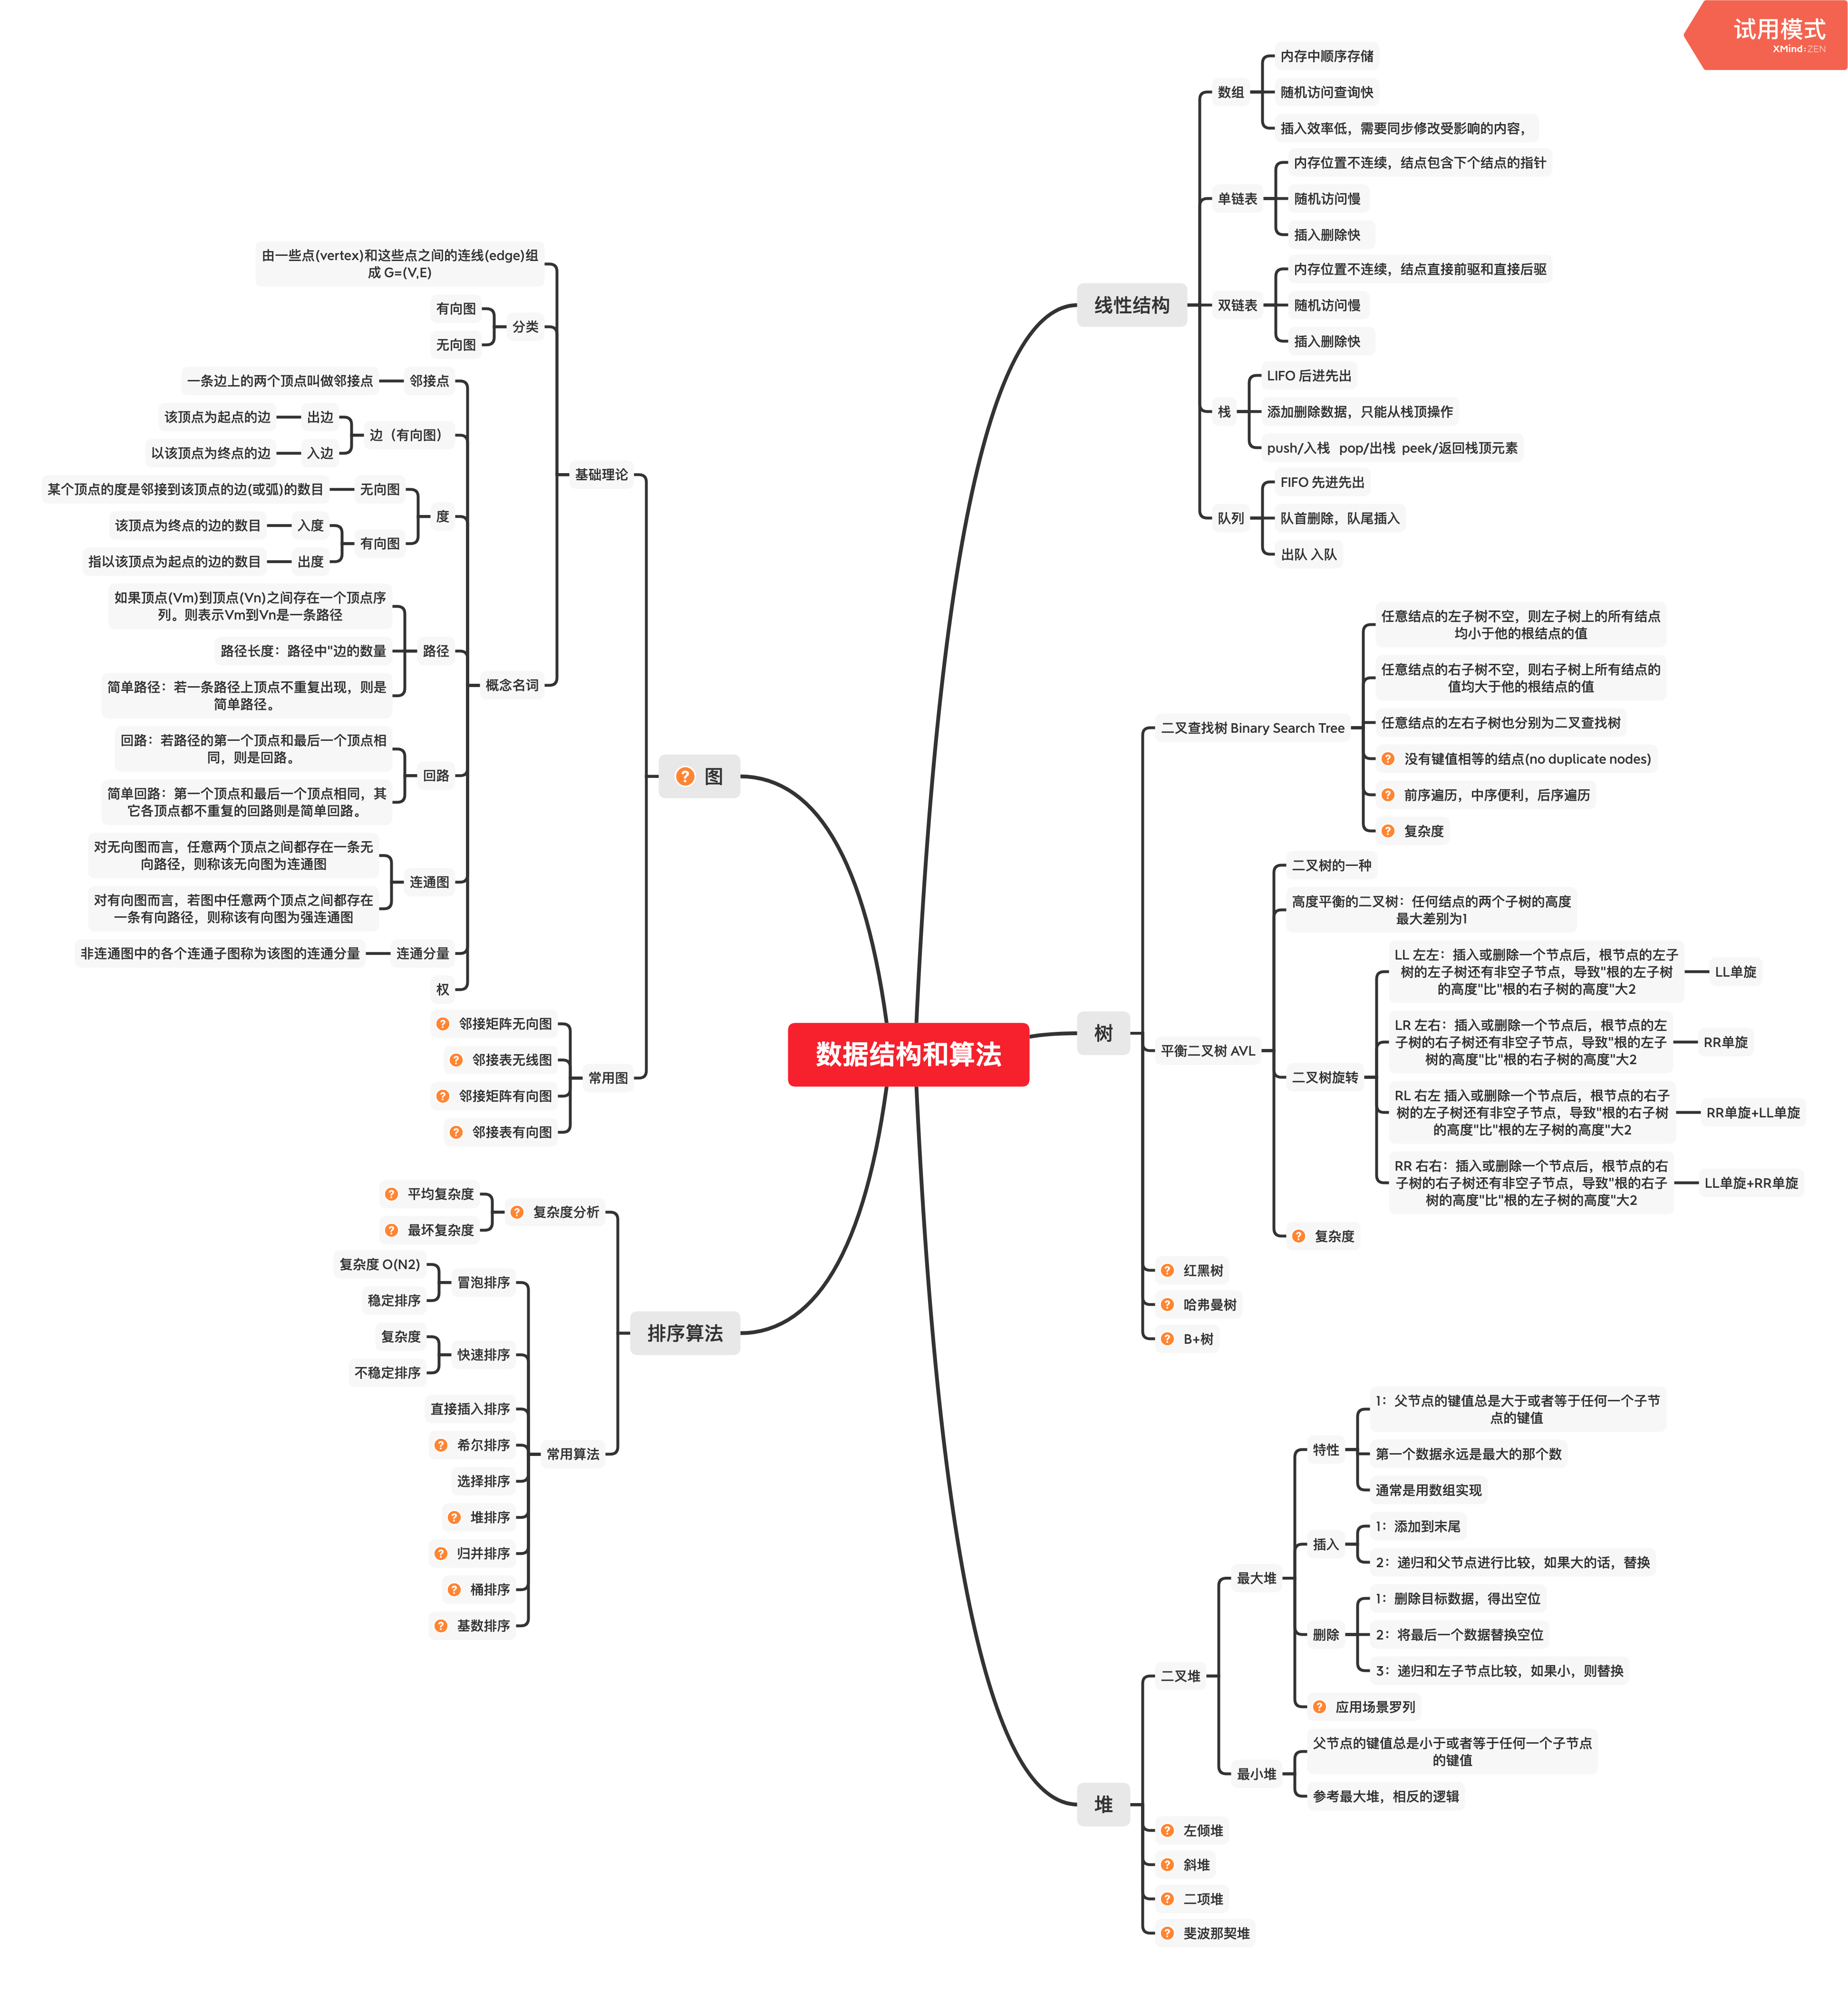 试用模式
XMind:ZEN
数据结构和算法
线性结构
数组
内存中顺序存储
随机访问查询快
插入效率低，需要同步修改受影响的内容，
单链表
内存位置不连续，结点包含下个结点的指针
随机访问慢
插入删除快
双链表
内存位置不连续，结点直接前驱和直接后驱
随机访问慢
插入删除快
栈
LIFO 后进先出
添加删除数据，只能从栈顶操作
push/入栈 pop/出栈 peek/返回栈顶元素
队列
FIFO 先进先出
队首删除，队尾插入
出队 入队
树
二叉查找树 Binary Search Tree
任意结点的左子树不空，则左子树上的所有结点
均小于他的根结点的值
任意结点的右子树不空，则右子树上所有结点的
值均大于他的根结点的值
任意结点的左右子树也分别为二叉查找树
? 没有键值相等的结点(no duplicate nodes)
? 前序遍历，中序便利，后序遍历
? 复杂度
平衡二叉树 AVL
二叉树的一种
高度平衡的二叉树：任何结点的两个子树的高度
最大差别为1
二叉树旋转
LL 左左：插入或删除一个节点后，根节点的左子
树的左子树还有非空子节点，导致"根的左子树
的高度"比"根的右子树的高度"大2
LL单旋
LR 左右：插入或删除一个节点后，根节点的左
子树的右子树还有非空子节点，导致"根的左子
树的高度"比"根的右子树的高度"大2
RR单旋
RL 右左 插入或删除一个节点后，根节点的右子
树的左子树还有非空子节点，导致"根的右子树
的高度"比"根的左子树的高度"大2
RR单旋+LL单旋
RR 右右：插入或删除一个节点后，根节点的右
子树的右子树还有非空子节点，导致"根的右子
树的高度"比"根的左子树的高度"大2
LL单旋+RR单旋
? 复杂度
? 红黑树
? 哈弗曼树
? B+树
堆
二叉堆
最大堆
特性
1：父节点的键值总是大于或者等于任何一个子节
点的键值
第一个数据永远是最大的那个数
通常是用数组实现
插入
1：添加到末尾
2：递归和父节点进行比较，如果大的话，替换
删除
1：删除目标数据，得出空位
2：将最后一个数据替换空位
3：递归和左子节点比较，如果小，则替换
? 应用场景罗列
最小堆
父节点的键值总是小于或者等于任何一个子节点
的键值
参考最大堆，相反的逻辑
? 左倾堆
? 斜堆
? 二项堆
? 斐波那契堆
? 图
基础理论
由一些点(vertex)和这些点之间的连线(edge)组
成 G=(V,E)
分类
有向图
无向图
概念名词
邻接点
一条边上的两个顶点叫做邻接点
边（有向图）
出边
该顶点为起点的边
入边
以该顶点为终点的边
度
无向图
某个顶点的度是邻接到该顶点的边(或弧)的数目
有向图
入度
该顶点为终点的边的数目
出度
指以该顶点为起点的边的数目
路径
如果顶点(Vm)到顶点(Vn)之间存在一个顶点序
列。则表示Vm到Vn是一条路径
路径长度：路径中"边的数量
简单路径：若一条路径上顶点不重复出现，则是
简单路径。
回路
回路：若路径的第一个顶点和最后一个顶点相
同，则是回路。
简单回路：第一个顶点和最后一个顶点相同，其
它各顶点都不重复的回路则是简单回路。
连通图
对无向图而言，任意两个顶点之间都存在一条无
向路径，则称该无向图为连通图
对有向图而言，若图中任意两个顶点之间都存在
一条有向路径，则称该有向图为强连通图
连通分量
非连通图中的各个连通子图称为该图的连通分量
权
常用图
? 邻接矩阵无向图
? 邻接表无线图
? 邻接矩阵有向图
? 邻接表有向图
排序算法
? 复杂度分析
? 平均复杂度
? 最坏复杂度
常用算法
冒泡排序
复杂度 O(N2)
稳定排序
快速排序
复杂度
不稳定排序
直接插入排序
? 希尔排序
选择排序
? 堆排序
? 归并排序
? 桶排序
? 基数排序